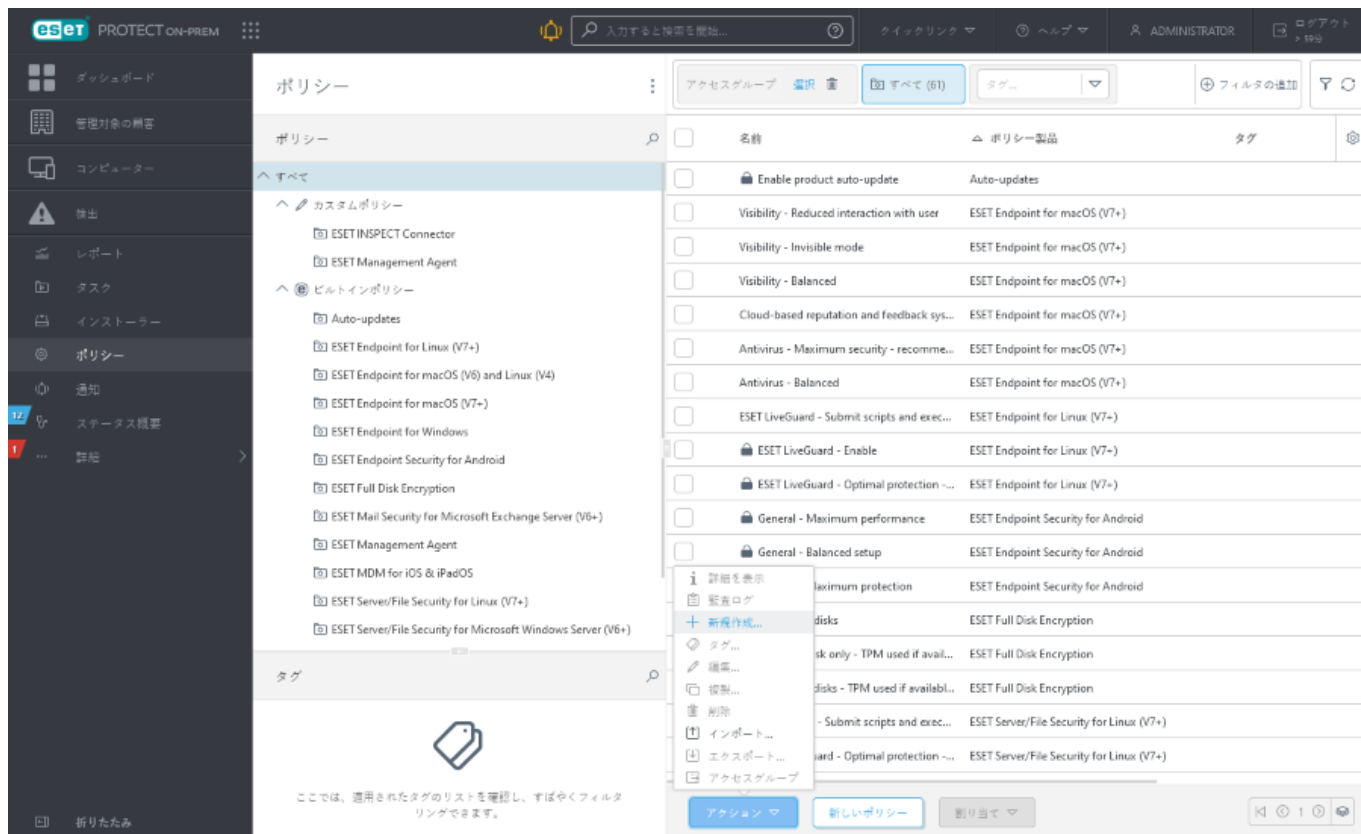 eset PROTECT ON-PREM
入力すると検索を開始...
クイックリンク
ヘルプ
ADMINISTRATOR
ログアウト
> 59分
ダッシュボード
管理対象の顧客
コンピューター
検出
レポート
タスク
インストーラー
ポリシー
通知
12
ステータス概要
1
詳細
折りたたみ
ポリシー
ポリシー
すべて
カスタムポリシー
ESET INSPECT Connector
ESET Management Agent
ビルトインポリシー
Auto-updates
ESET Endpoint for Linux (V7+)
ESET Endpoint for macOS (V6) and Linux (V4)
ESET Endpoint for macOS (V7+)
ESET Endpoint for Windows
ESET Endpoint Security for Android
ESET Full Disk Encryption
ESET Mail Security for Microsoft Exchange Server (V6+)
ESET Management Agent
ESET MDM for iOS & iPadOS
ESET Server/File Security for Linux (V7+)
ESET Server/File Security for Microsoft Windows Server (V6+)
タグ
ここでは、適用されたタグのリストを確認し、すばやくフィルタ
リングできます。
アクセスグループ 選択
すべて (61)
タグ...
フィルタの追加
名前 ポリシー製品 タグ
Enable product auto-update Auto-updates
Visibility - Reduced interaction with user ESET Endpoint for macOS (V7+)
Visibility - Invisible mode ESET Endpoint for macOS (V7+)
Visibility - Balanced ESET Endpoint for macOS (V7+)
Cloud-based reputation and feedback sys... ESET Endpoint for macOS (V7+)
Antivirus - Maximum security - recomme... ESET Endpoint for macOS (V7+)
Antivirus - Balanced ESET Endpoint for macOS (V7+)
ESET LiveGuard - Submit scripts and exec... ESET Endpoint for Linux (V7+)
ESET LiveGuard - Enable ESET Endpoint for Linux (V7+)
ESET LiveGuard - Optimal protection -... ESET Endpoint for Linux (V7+)
General - Maximum performance ESET Endpoint Security for Android
General - Balanced setup ESET Endpoint Security for Android
laximum protection ESET Endpoint Security for Android
disks ESET Full Disk Encryption
sk only - TPM used if avail... ESET Full Disk Encryption
disks - TPM used if availabl... ESET Full Disk Encryption
- Submit scripts and exec... ESET Server/File Security for Linux (V7+)
ard - Optimal protection -... ESET Server/File Security for Linux (V7+)
詳細を表示
監査ログ
新規作成...
タグ...
編集...
複製...
削除
インポート...
エクスポート...
アクセスグループ
アクション
新しいポリシー
割り当て
1